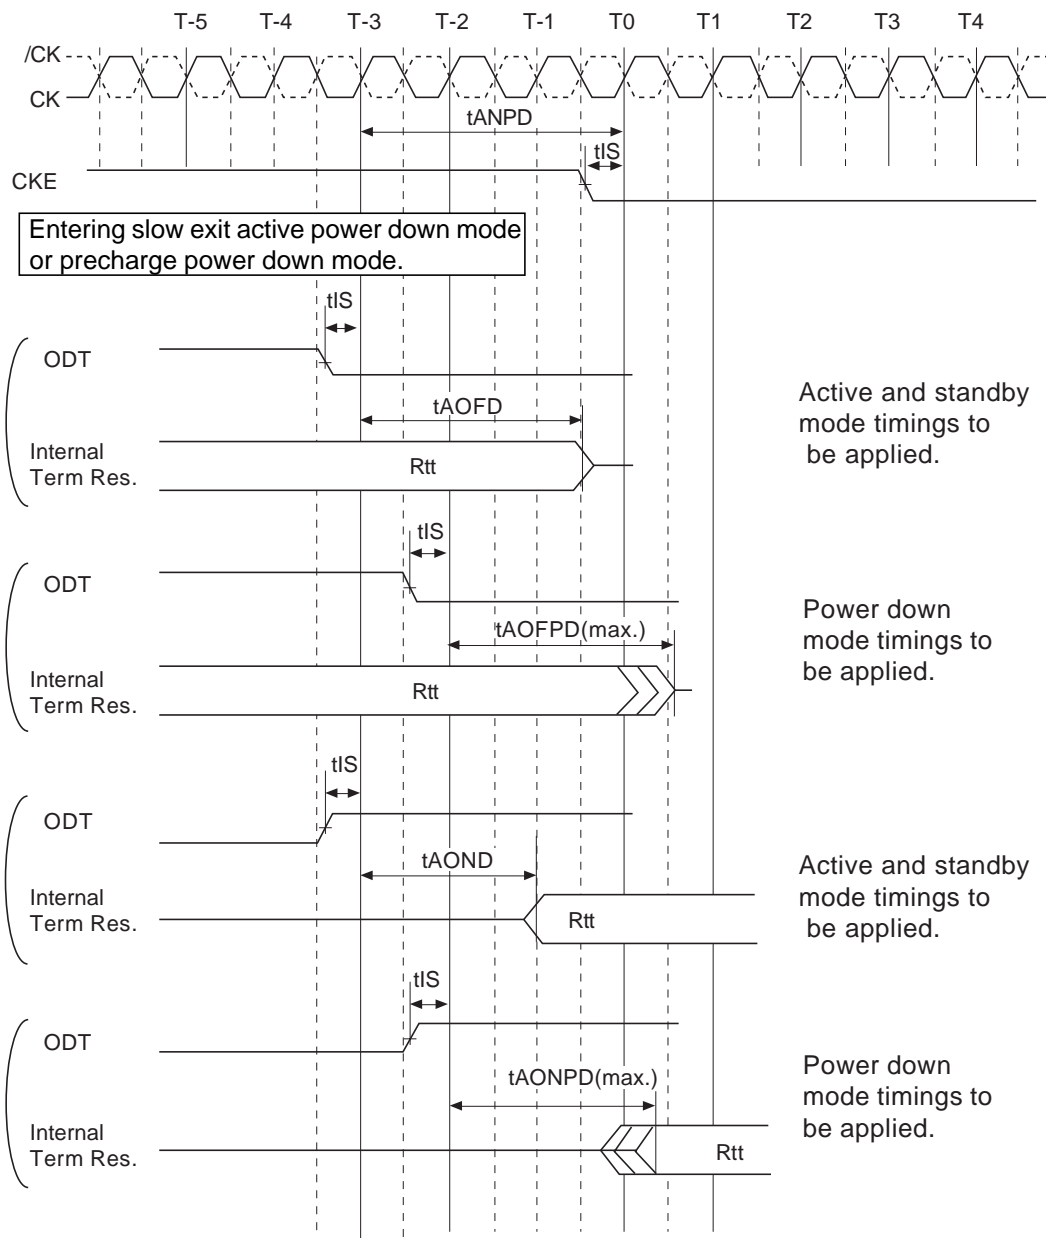 T-5 T-4 T-3 T-2 T-1 T0 T1 T2 T3 T4
/CK
CK
tANPD
tIS
CKE
Entering slow exit active power down mode
or precharge power down mode.
tIS
ODT
tAOFD
Internal
Term Res.
Rtt
Active and standby
mode timings to
be applied.
tIS
ODT
tAOFPD(max.)
Internal
Term Res.
Rtt
Power down
mode timings to
be applied.
tIS
ODT
tAOND
Internal
Term Res.
Rtt
Active and standby
mode timings to
be applied.
tIS
ODT
tAONPD(max.)
Internal
Term Res.
Rtt
Power down
mode timings to
be applied.